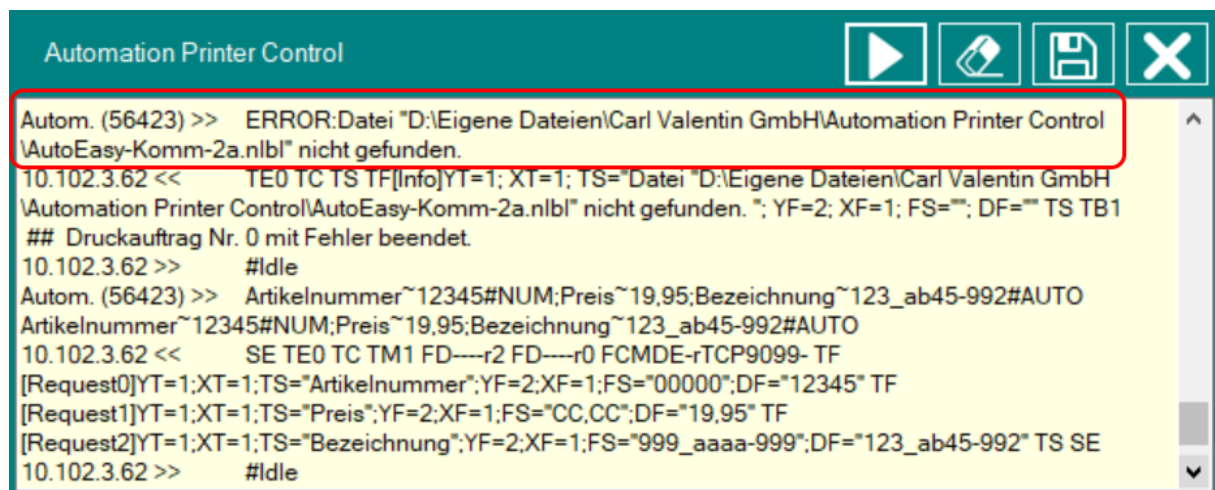 Automation Printer Control
Autom. (56423) >> ERROR:Datei "D:\Eigene Dateien\Carl Valentin GmbH\Automation Printer Control
\AutoEasy-Komm-2a.nlbl" nicht gefunden.
10.102.3.62 << TE0 TC TS TF[Info]YT=1; XT=1; TS="Datei "D:\Eigene Dateien\Carl Valentin GmbH
\Automation Printer Control\AutoEasy-Komm-2a.nlbl" nicht gefunden. "; YF=2; XF=1; FS=""; DF="" TS TB1
## Druckauftrag Nr. 0 mit Fehler beendet.
10.102.3.62 >> #Idle
Autom. (56423) >> Artikelnummer~12345#NUM;Preis~19,95;Bezeichnung~123_ab45-992#AUTO
Artikelnummer~12345#NUM;Preis~19,95;Bezeichnung~123_ab45-992#AUTO
10.102.3.62 << SE TE0 TC TM1 FD----r2 FD----r0 FCMDE-rTCP9099- TF
[Request0]YT=1;XT=1;TS="Artikelnummer";YF=2;XF=1;FS="00000";DF="12345" TF
[Request1]YT=1;XT=1;TS="Preis";YF=2;XF=1;FS="CC,CC";DF="19,95" TF
[Request2]YT=1;XT=1;TS="Bezeichnung";YF=2;XF=1;FS="999_aaaa-999";DF="123_ab45-992" TS SE
10.102.3.62 >> #Idle